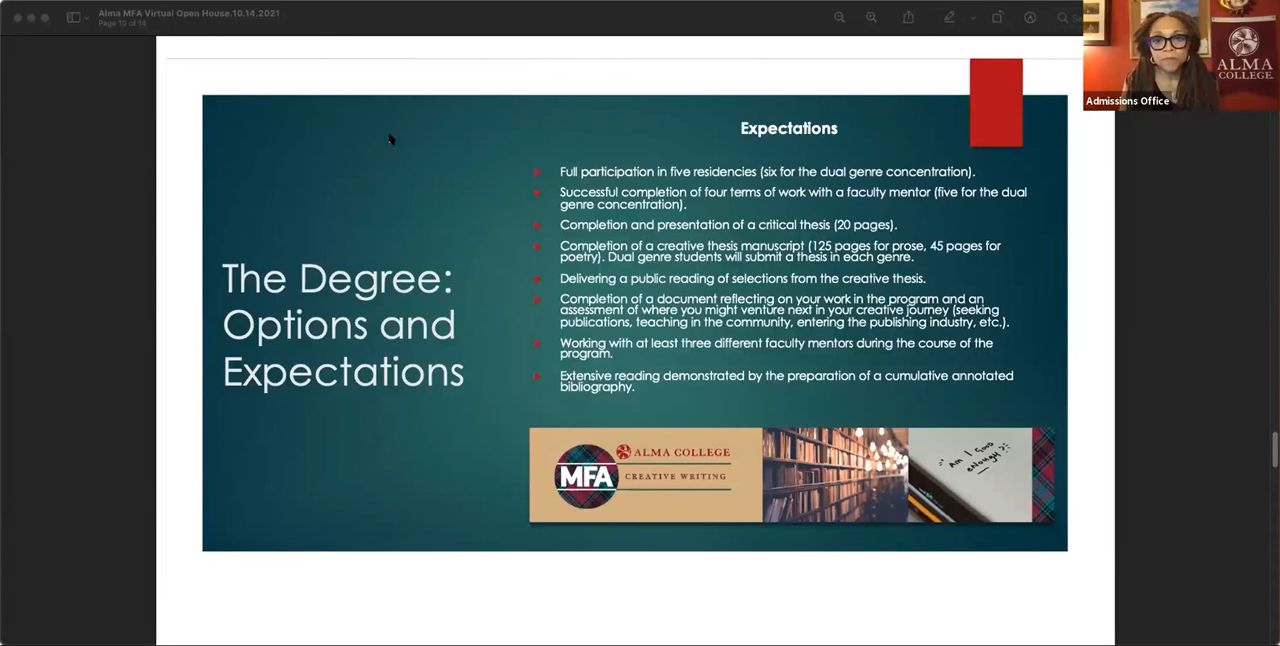 Alma MFA Virtual Open House.10.14.2021
Page 10 of 14
ALMA
COLLEGE
Admissions Office
Expectations
Full participation in five residencies (six for the dual genre concentration).
Successful completion of four terms of work with a faculty mentor (five for the dual
genre concentration).
Completion and presentation of a critical thesis (20 pages).
Completion of a creative thesis manuscript (125 pages for prose, 45 pages for
poetry). Dual genre students will submit a thesis in each genre.
Delivering a public reading of selections from the creative thesis.
Completion of a document reflecting on your work in the program and an
assessment of where you might venture next in your creative journey (seeking
publications, teaching in the community, entering the publishing industry, etc.).
Working with at least three different faculty mentors during the course of the
program.
Extensive reading demonstrated by the preparation of a cumulative annotated
bibliography.
The Degree:
Options and
Expectations
MFA
ALMA COLLEGE
CREATIVE WRITING
Am I Good
enough?